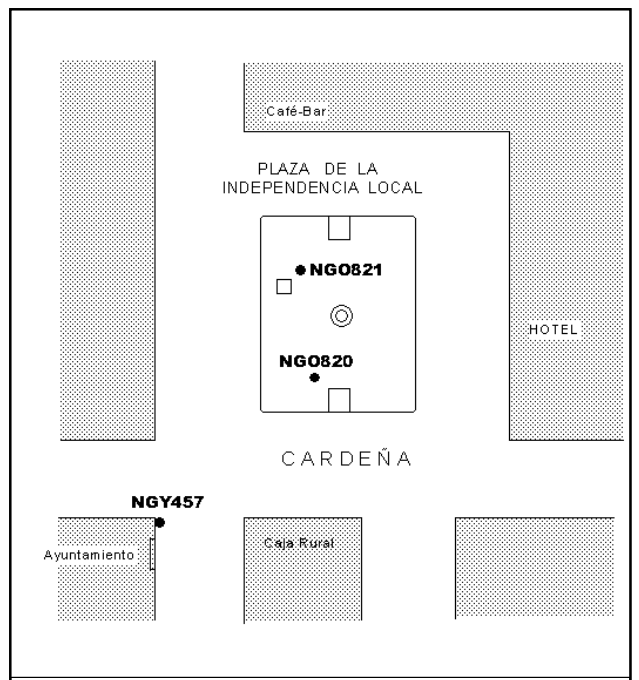 Café-Bar
PLAZA DE LA
INDEPENDENCIA LOCAL
NGO821
HOTEL
NGO820
CARDEÑA
NGY457
Ayuntamiento
Caja Rural